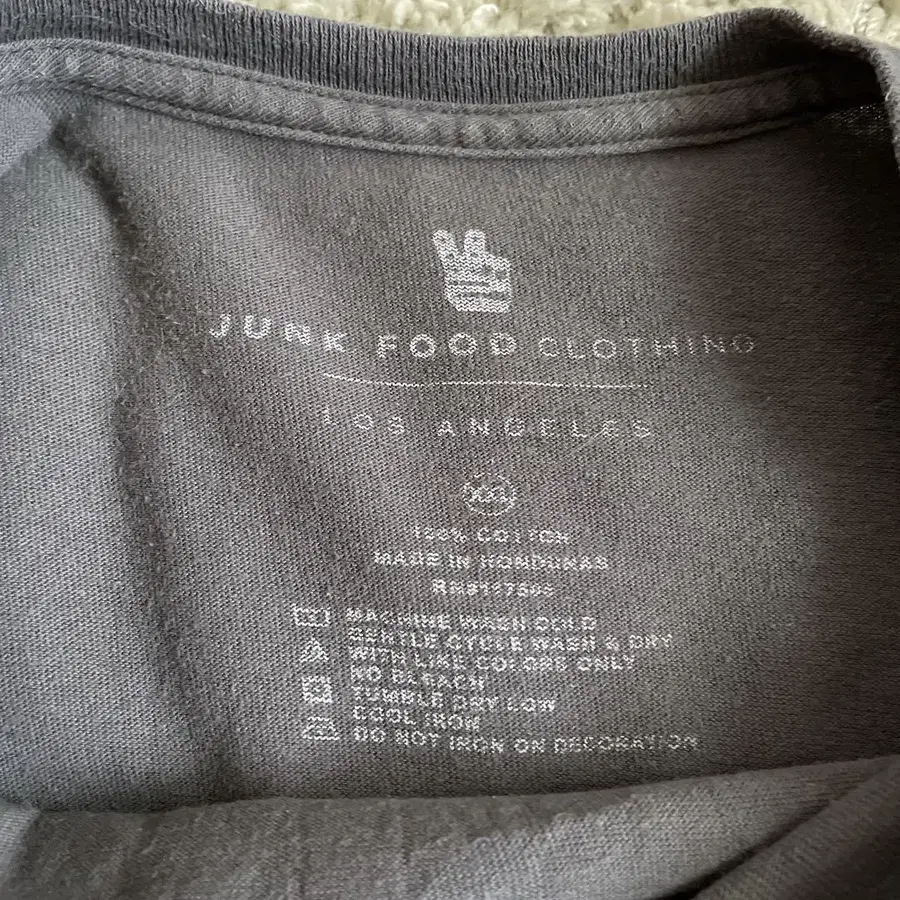 JUNK FOOD CLOTHING
LOS ANGELES
XXL
100% COTTON
MADE IN HONDURAS
MACHINE WASH COLD
GENTLE CYCLE WASH & DRY
WITH LIKE COLORS ONLY
NO BLEACH
TUMBLE DRY LOW
COOL IRON
DO NOT IRON ON DECORATION